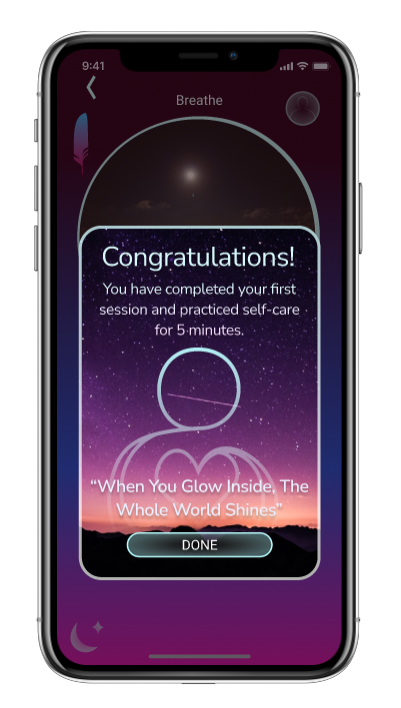 9:41
Breathe
Congratulations!
You have completed your first
session and practiced self-care
for 5 minutes.
“When You Glow Inside, The
Whole World Shines”
DONE